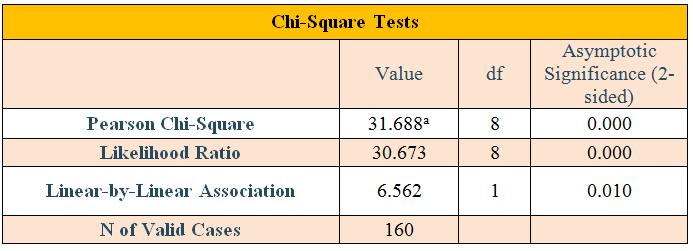 Chi-Square Tests
Value df Asymptotic
Significance (2-
sided)
Pearson Chi-Square 31.688ᵃ 8 0.000
Likelihood Ratio 30.673 8 0.000
Linear-by-Linear Association 6.562 1 0.010
N of Valid Cases 160